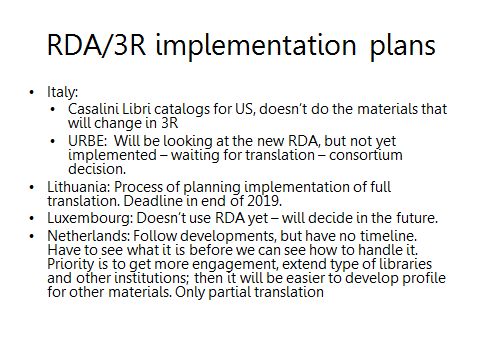 RDA/3R implementation plans
• Italy:
• Casalini Libri catalogs for US, doesn't do the materials that
will change in 3R
• URBE: Will be looking at the new RDA, but not yet
implemented – waiting for translation – consortium
decision.
• Lithuania: Process of planning implementation of full
translation. Deadline in end of 2019.
• Luxembourg: Doesn't use RDA yet – will decide in the future.
• Netherlands: Follow developments, but have no timeline.
Have to see what it is before we can see how to handle it.
Priority is to get more engagement, extend type of libraries
and other institutions; then it will be easier to develop profile
for other materials. Only partial translation